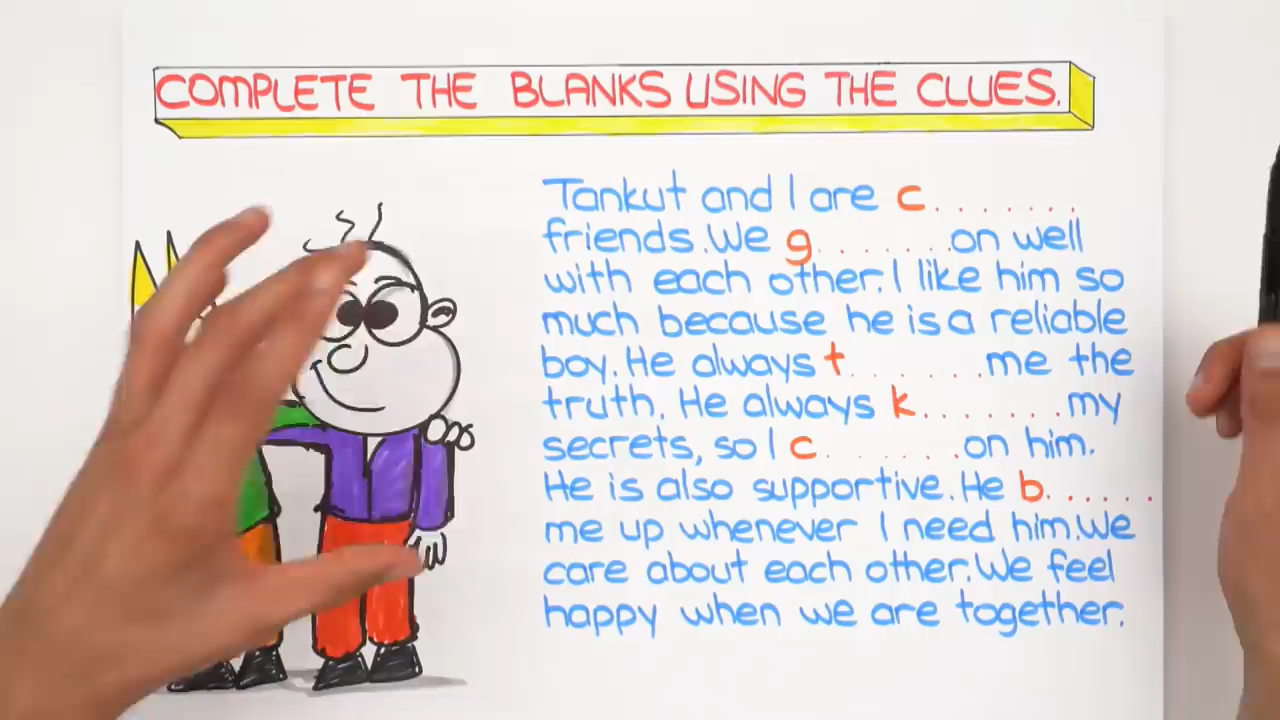 COMPLETE THE BLANKS USING THE CLUES.
Tankut and I are c........
friends. We g........on well
with each other. I like him so
much because he is a reliable
boy. He always t........me the
truth. He always k........my
secrets, so I c........on him.
He is also supportive. He b.......
me up whenever I need him. We
care about each other. We feel
happy when we are together.